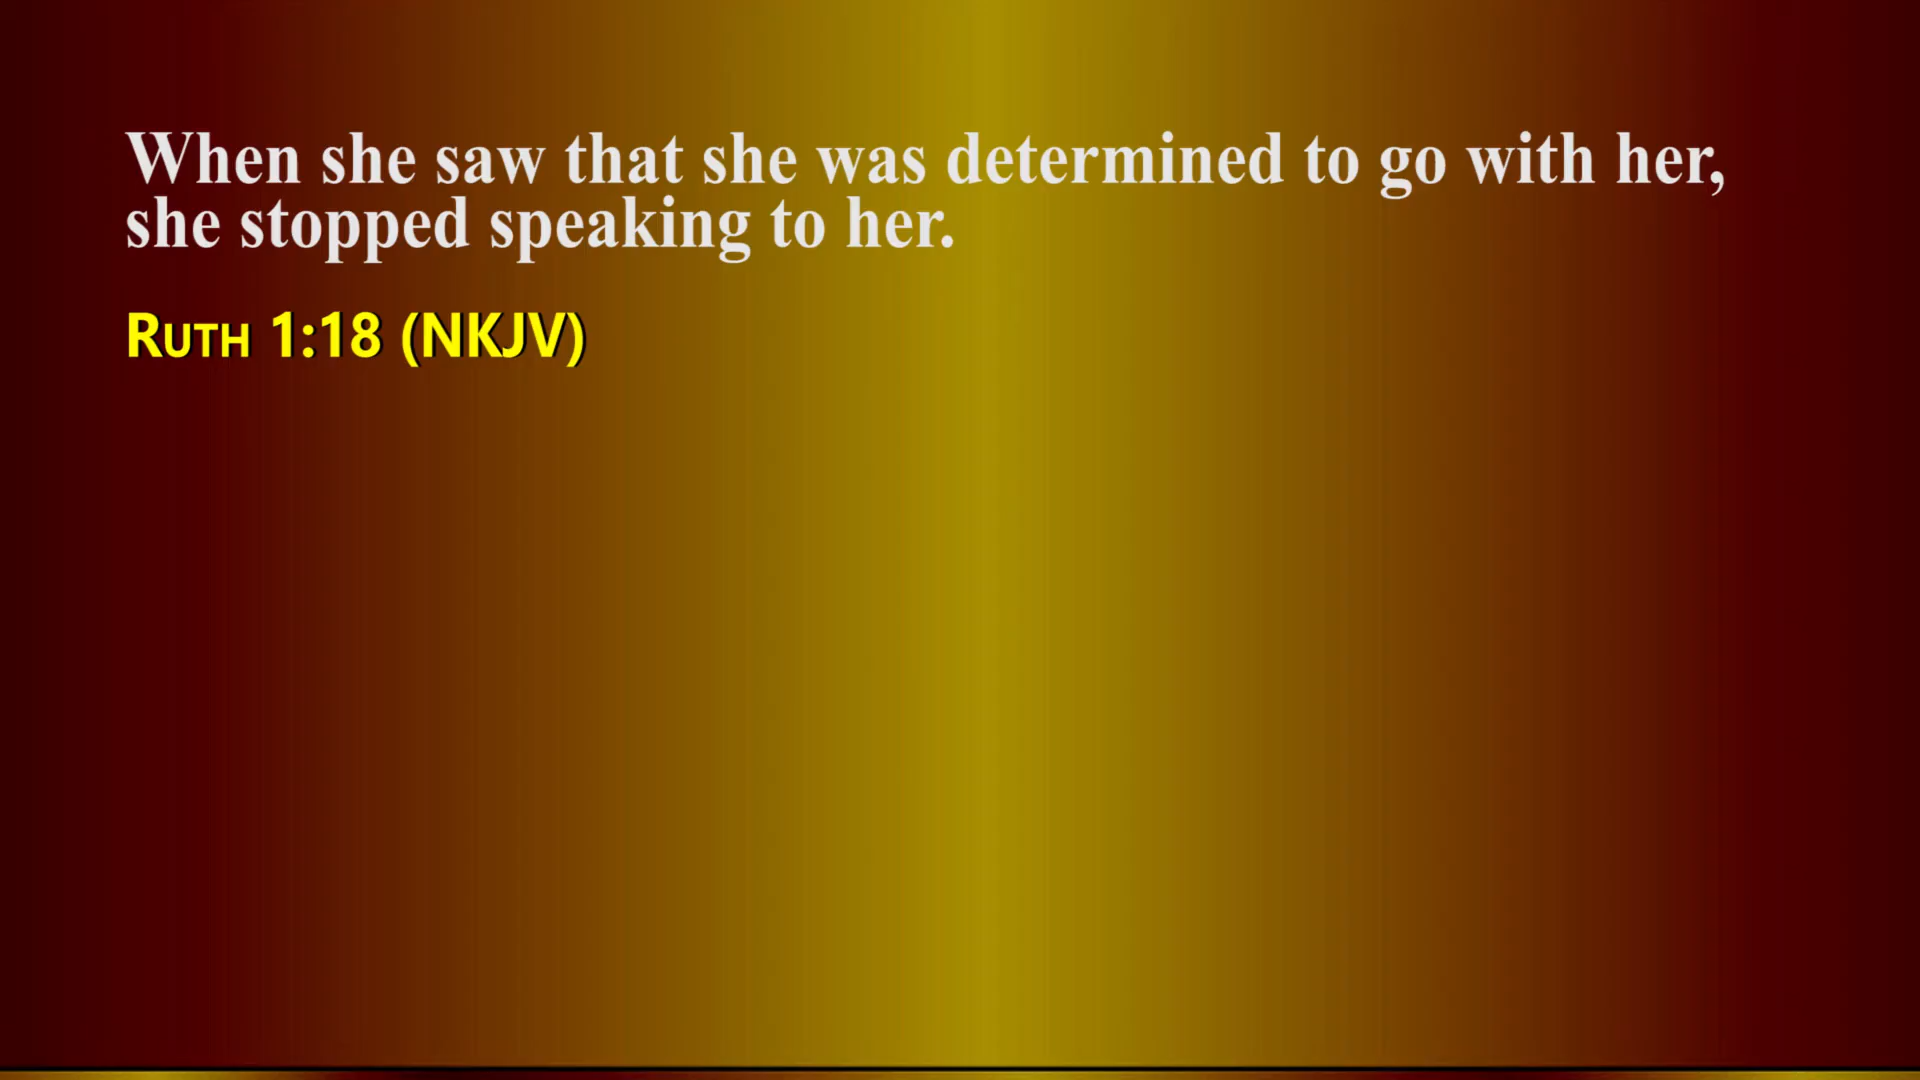 When she saw that she was determined to go with her,
she stopped speaking to her.
Ruth 1:18 (NKJV)